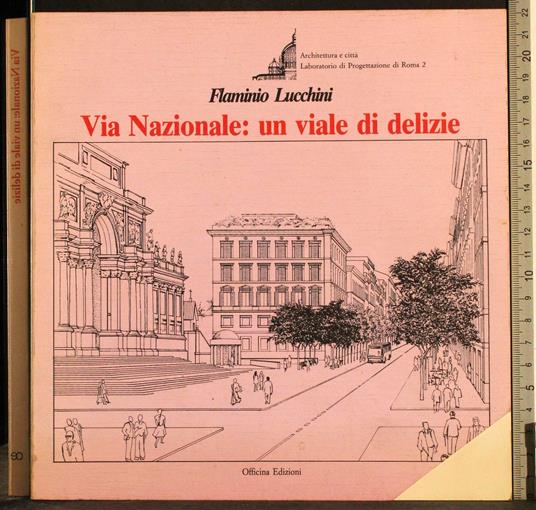 Architettura e città
Laboratorio di Progettazione di Roma 2
Flaminio Lucchini
Via Nazionale: un viale di delizie
Officina Edizioni
Via Nazionale: un viale di delizie